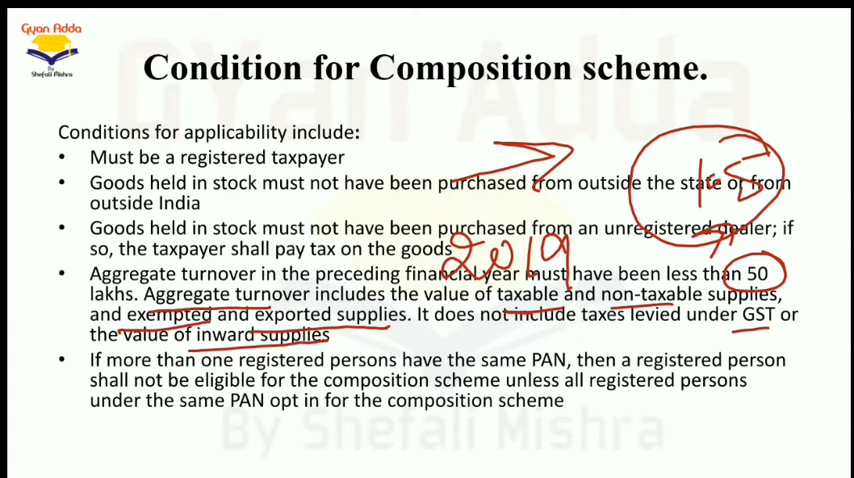 Gyan Adda
By
Shefali Mishra
Condition for Composition scheme.
Conditions for applicability include:
• Must be a registered taxpayer
• Goods held in stock must not have been purchased from outside the state or from
outside India
• Goods held in stock must not have been purchased from an unregistered dealer; if
so, the taxpayer shall pay tax on the goods
2019
• Aggregate turnover in the preceding financial year must have been less than 50
lakhs. Aggregate turnover includes the value of taxable and non-taxable supplies,
and exempted and exported supplies. It does not include taxes levied under GST or
the value of inward supplies
• If more than one registered persons have the same PAN, then a registered person
shall not be eligible for the composition scheme unless all registered persons
under the same PAN opt in for the composition scheme
GYan Adda
By Shefali Mishra